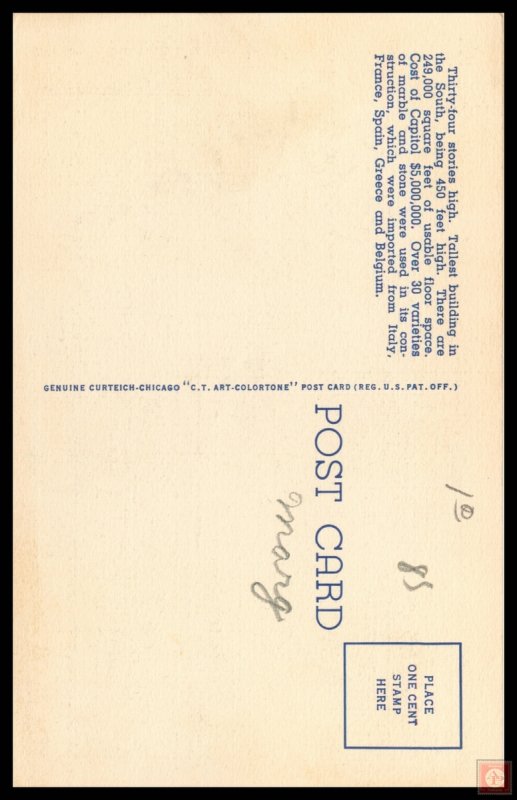 Thirty-four stories high. Tallest building in
the South, being 450 feet high. There are
249,000 square feet of usable floor space.
Cost of Capitol $5,000,000. Over 30 varieties
of marble and stone were used in its con-
struction, which were imported from Italy,
France, Spain, Greece and Belgium.
GENUINE CURTEICH-CHICAGO "C.T. ART-COLORTONE" POST CARD (REG. U.S. PAT. OFF.)
POST CARD
PLACE
ONE CENT
STAMP
HERE
85
marg